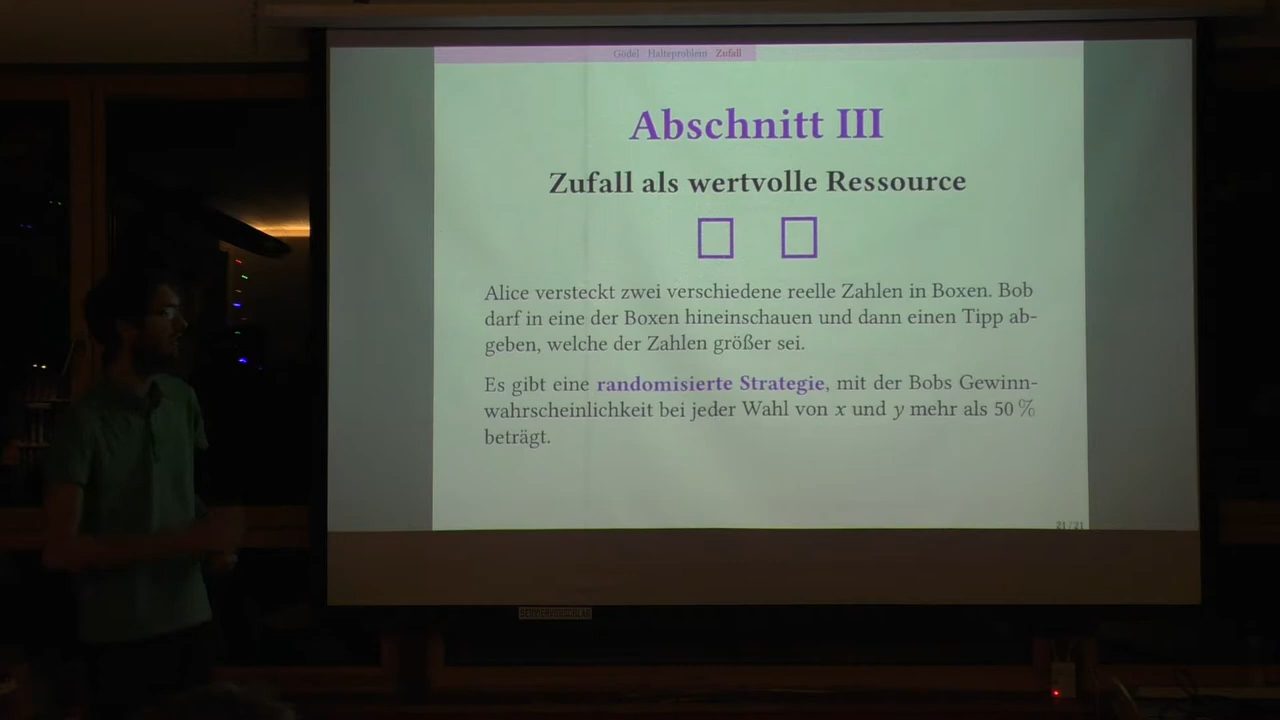 Gödel Halteproblem Zufall
Abschnitt III
Zufall als wertvolle Ressource
Alice versteckt zwei verschiedene reelle Zahlen in Boxen. Bob
darf in eine der Boxen hineinschauen und dann einen Tipp ab-
geben, welche der Zahlen größer sei.
Es gibt eine randomisierte Strategie, mit der Bobs Gewinn-
wahrscheinlichkeit bei jeder Wahl von x und y mehr als 50 %
beträgt.
21 / 21